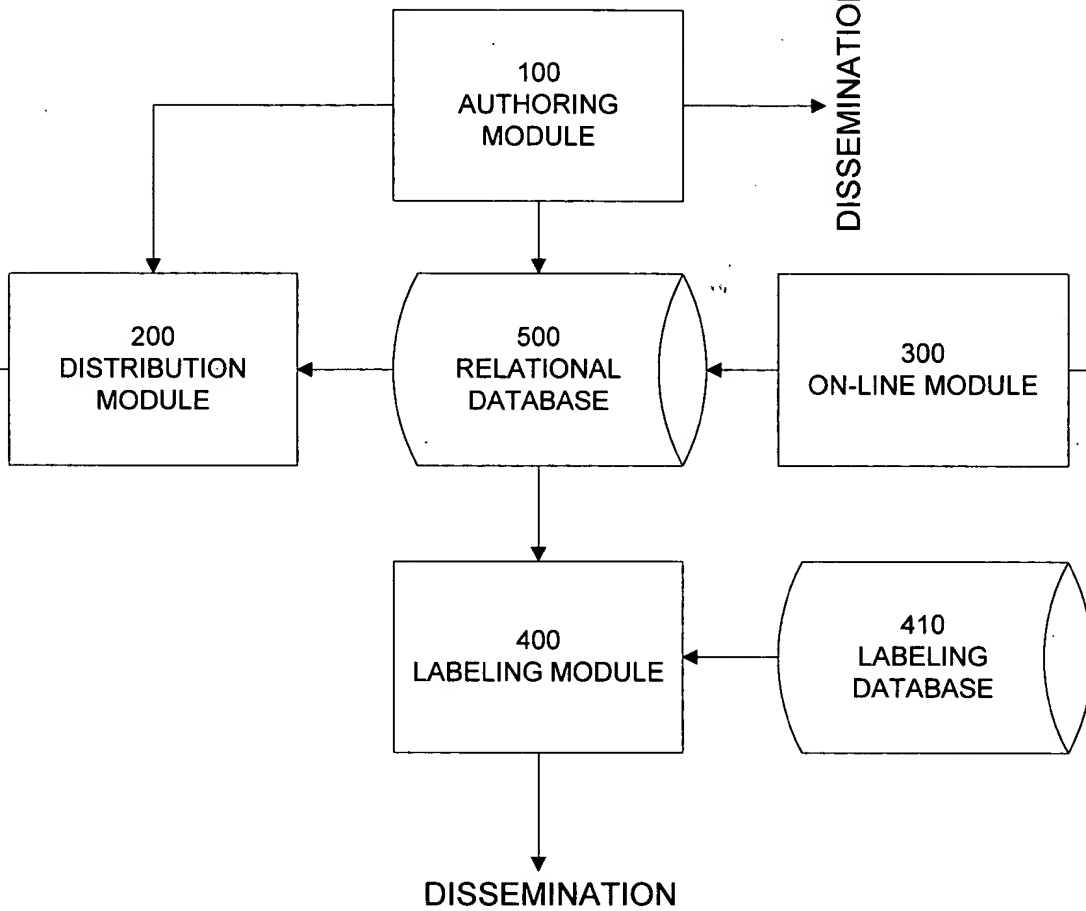 100
AUTHORING
MODULE
200
DISTRIBUTION
MODULE
500
RELATIONAL
DATABASE
300
ON-LINE MODULE
400
LABELING MODULE
410
LABELING
DATABASE
DISSEMINATION